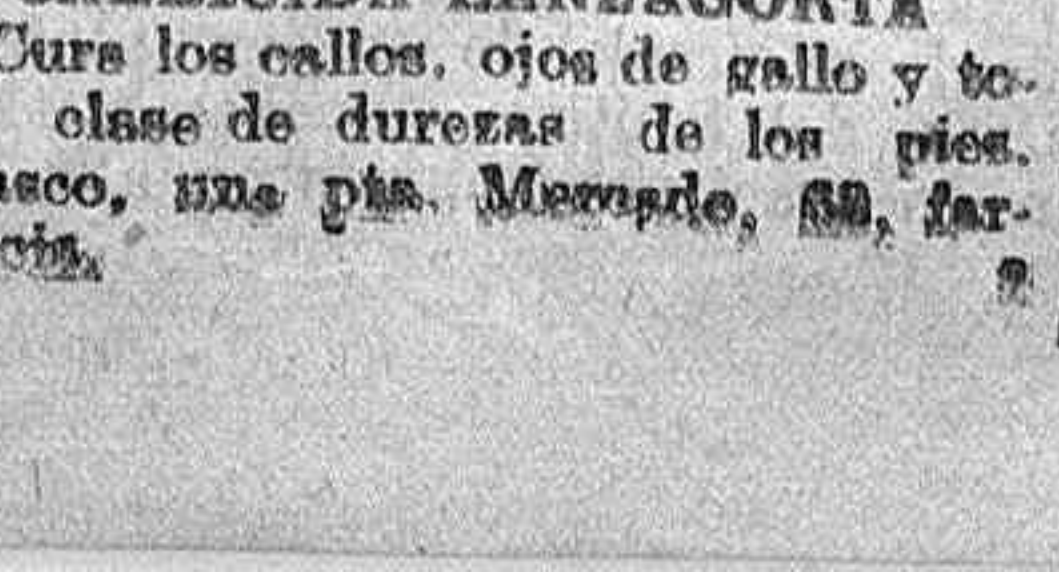 Cura los callos, ojos de gallo y to-
clase de durezas de los pies.
asco, una pta. Mercado, far-
cia.